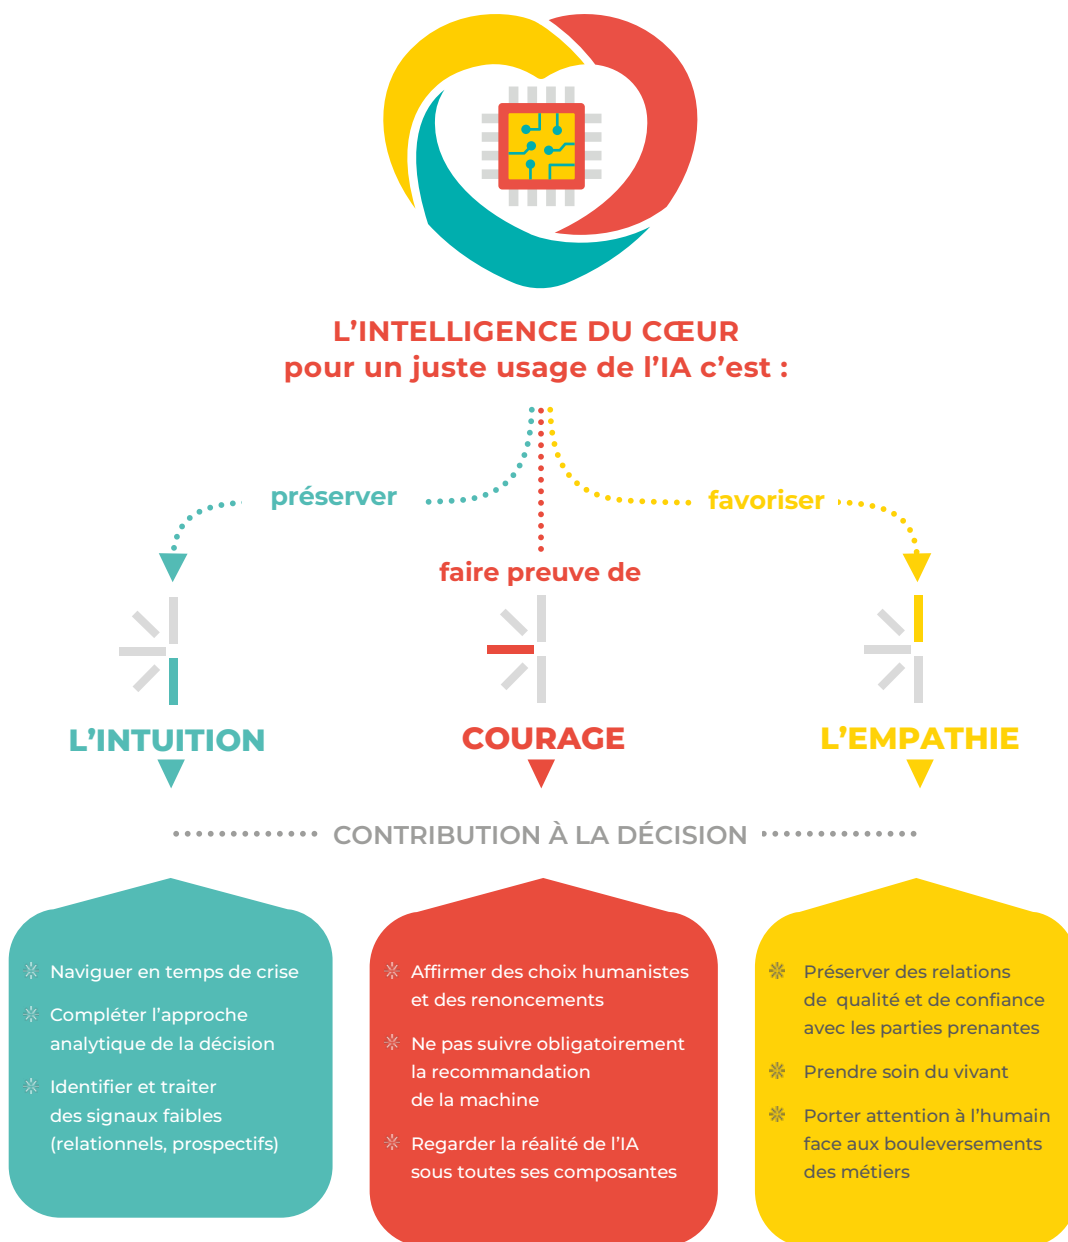 L’INTELLIGENCE DU CŒUR
pour un juste usage de l’IA c’est :
préserver
favoriser
faire preuve de
L’INTUITION
COURAGE
L’EMPATHIE
CONTRIBUTION À LA DÉCISION
Naviguer en temps de crise
Compléter l’approche
analytique de la décision
Identifier et traiter
des signaux faibles
(relationnels, prospectifs)
Affirmer des choix humanistes
et des renoncements
Ne pas suivre obligatoirement
la recommandation
de la machine
Regarder la réalité de l’IA
sous toutes ses composantes
Préserver des relations
de qualité et de confiance
avec les parties prenantes
Prendre soin du vivant
Porter attention à l’humain
face aux bouleversements
des métiers